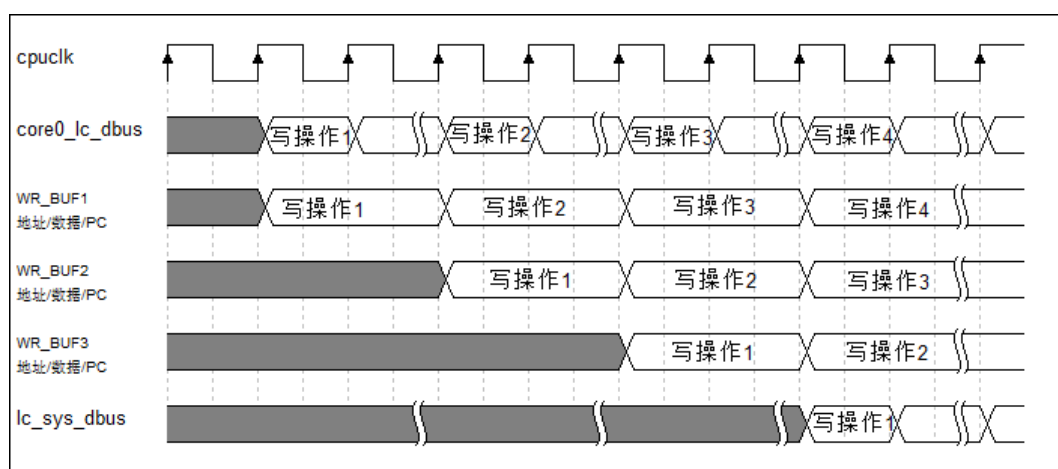 cpuclk
core0_lc_dbus 写操作1 写操作2 写操作3 写操作4
WR_BUF1
地址/数据/PC 写操作1 写操作2 写操作3 写操作4
WR_BUF2
地址/数据/PC 写操作1 写操作2 写操作3
WR_BUF3
地址/数据/PC 写操作1 写操作2
lc_sys_dbus 写操作1